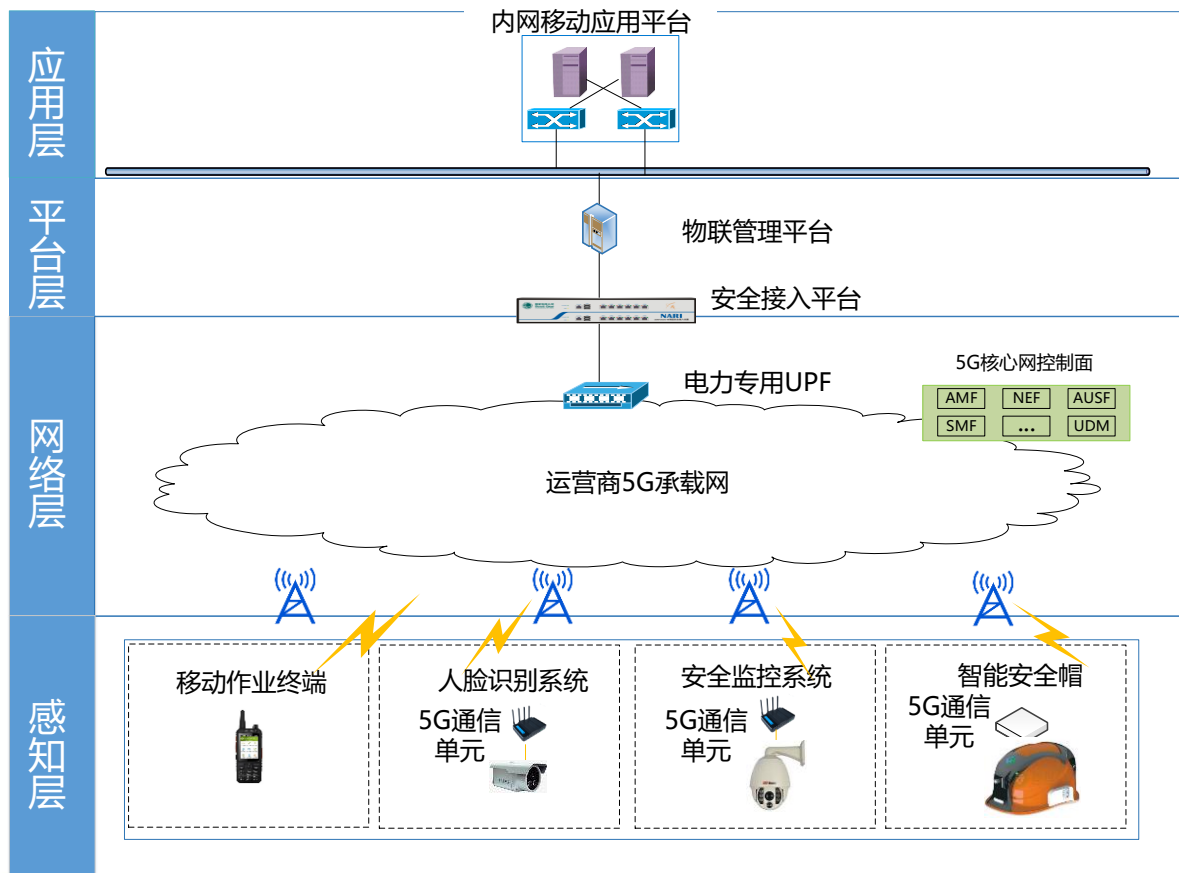 内网移动应用平台
应用层
平台层
物联管理平台
安全接入平台
NARI
网络层
电力专用UPF
5G核心网控制面
AMF
NEF
AUSF
SMF
...
UDM
运营商5G承载网
感知层
移动作业终端
人脸识别系统
5G通信
单元
安全监控系统
5G通信
单元
智能安全帽
5G通信
单元